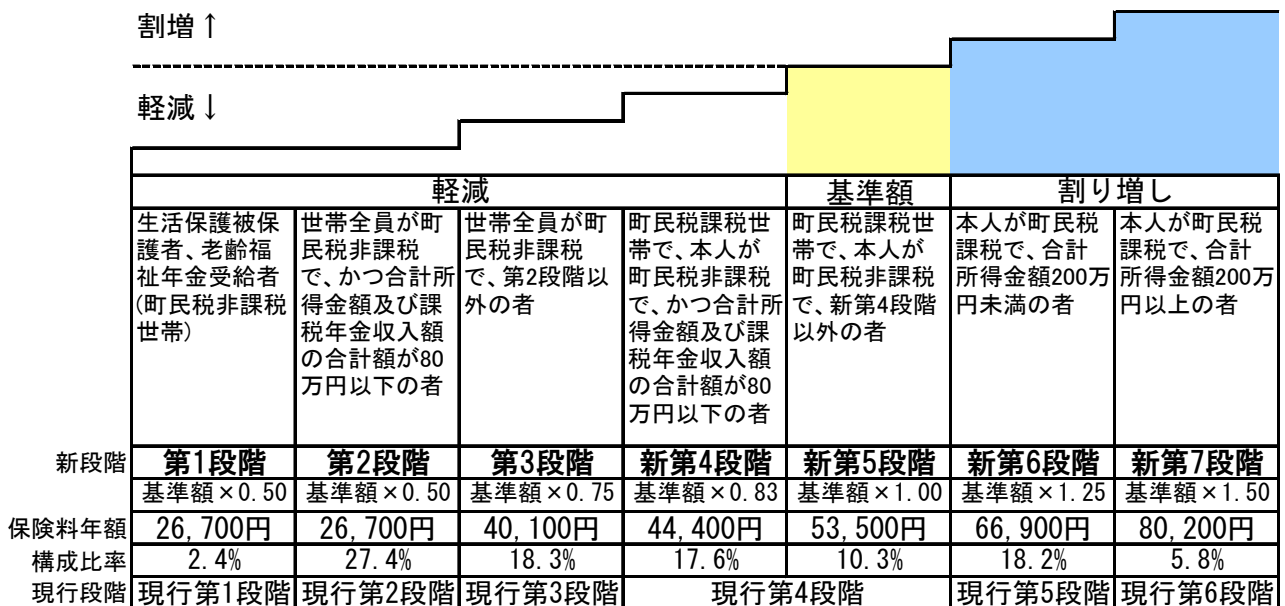 割増↑
軽減↓
軽減 基準額 割り増し
生活保護被保
護者、老齢福
祉年金受給者
(町民税非課税
世帯)
世帯全員が町
民税非課税
で、かつ合計所
得金額及び課
税年金収入額
の合計額が80
万円以下の者
世帯全員が町
民税非課税
で、第2段階以
外の者
町民税課税世
帯で、本人が
町民税非課税
で、かつ合計所
得金額及び課
税年金収入額
の合計額が80
万円以下の者
町民税課税世
帯で、本人が
町民税非課税
で、新第4段階
以外の者
本人が町民税
課税で、合計
所得金額200万
円未満の者
本人が町民税
課税で、合計
所得金額200万
円以上の者
新段階 第1段階 第2段階 第3段階 新第4段階 新第5段階 新第6段階 新第7段階
基準額×0.50 基準額×0.50 基準額×0.75 基準額×0.83 基準額×1.00 基準額×1.25 基準額×1.50
保険料年額 26,700円 26,700円 40,100円 44,400円 53,500円 66,900円 80,200円
構成比率 2.4% 27.4% 18.3% 17.6% 10.3% 18.2% 5.8%
現行段階 現行第1段階 現行第2段階 現行第3段階 現行第4段階 現行第5段階 現行第6段階